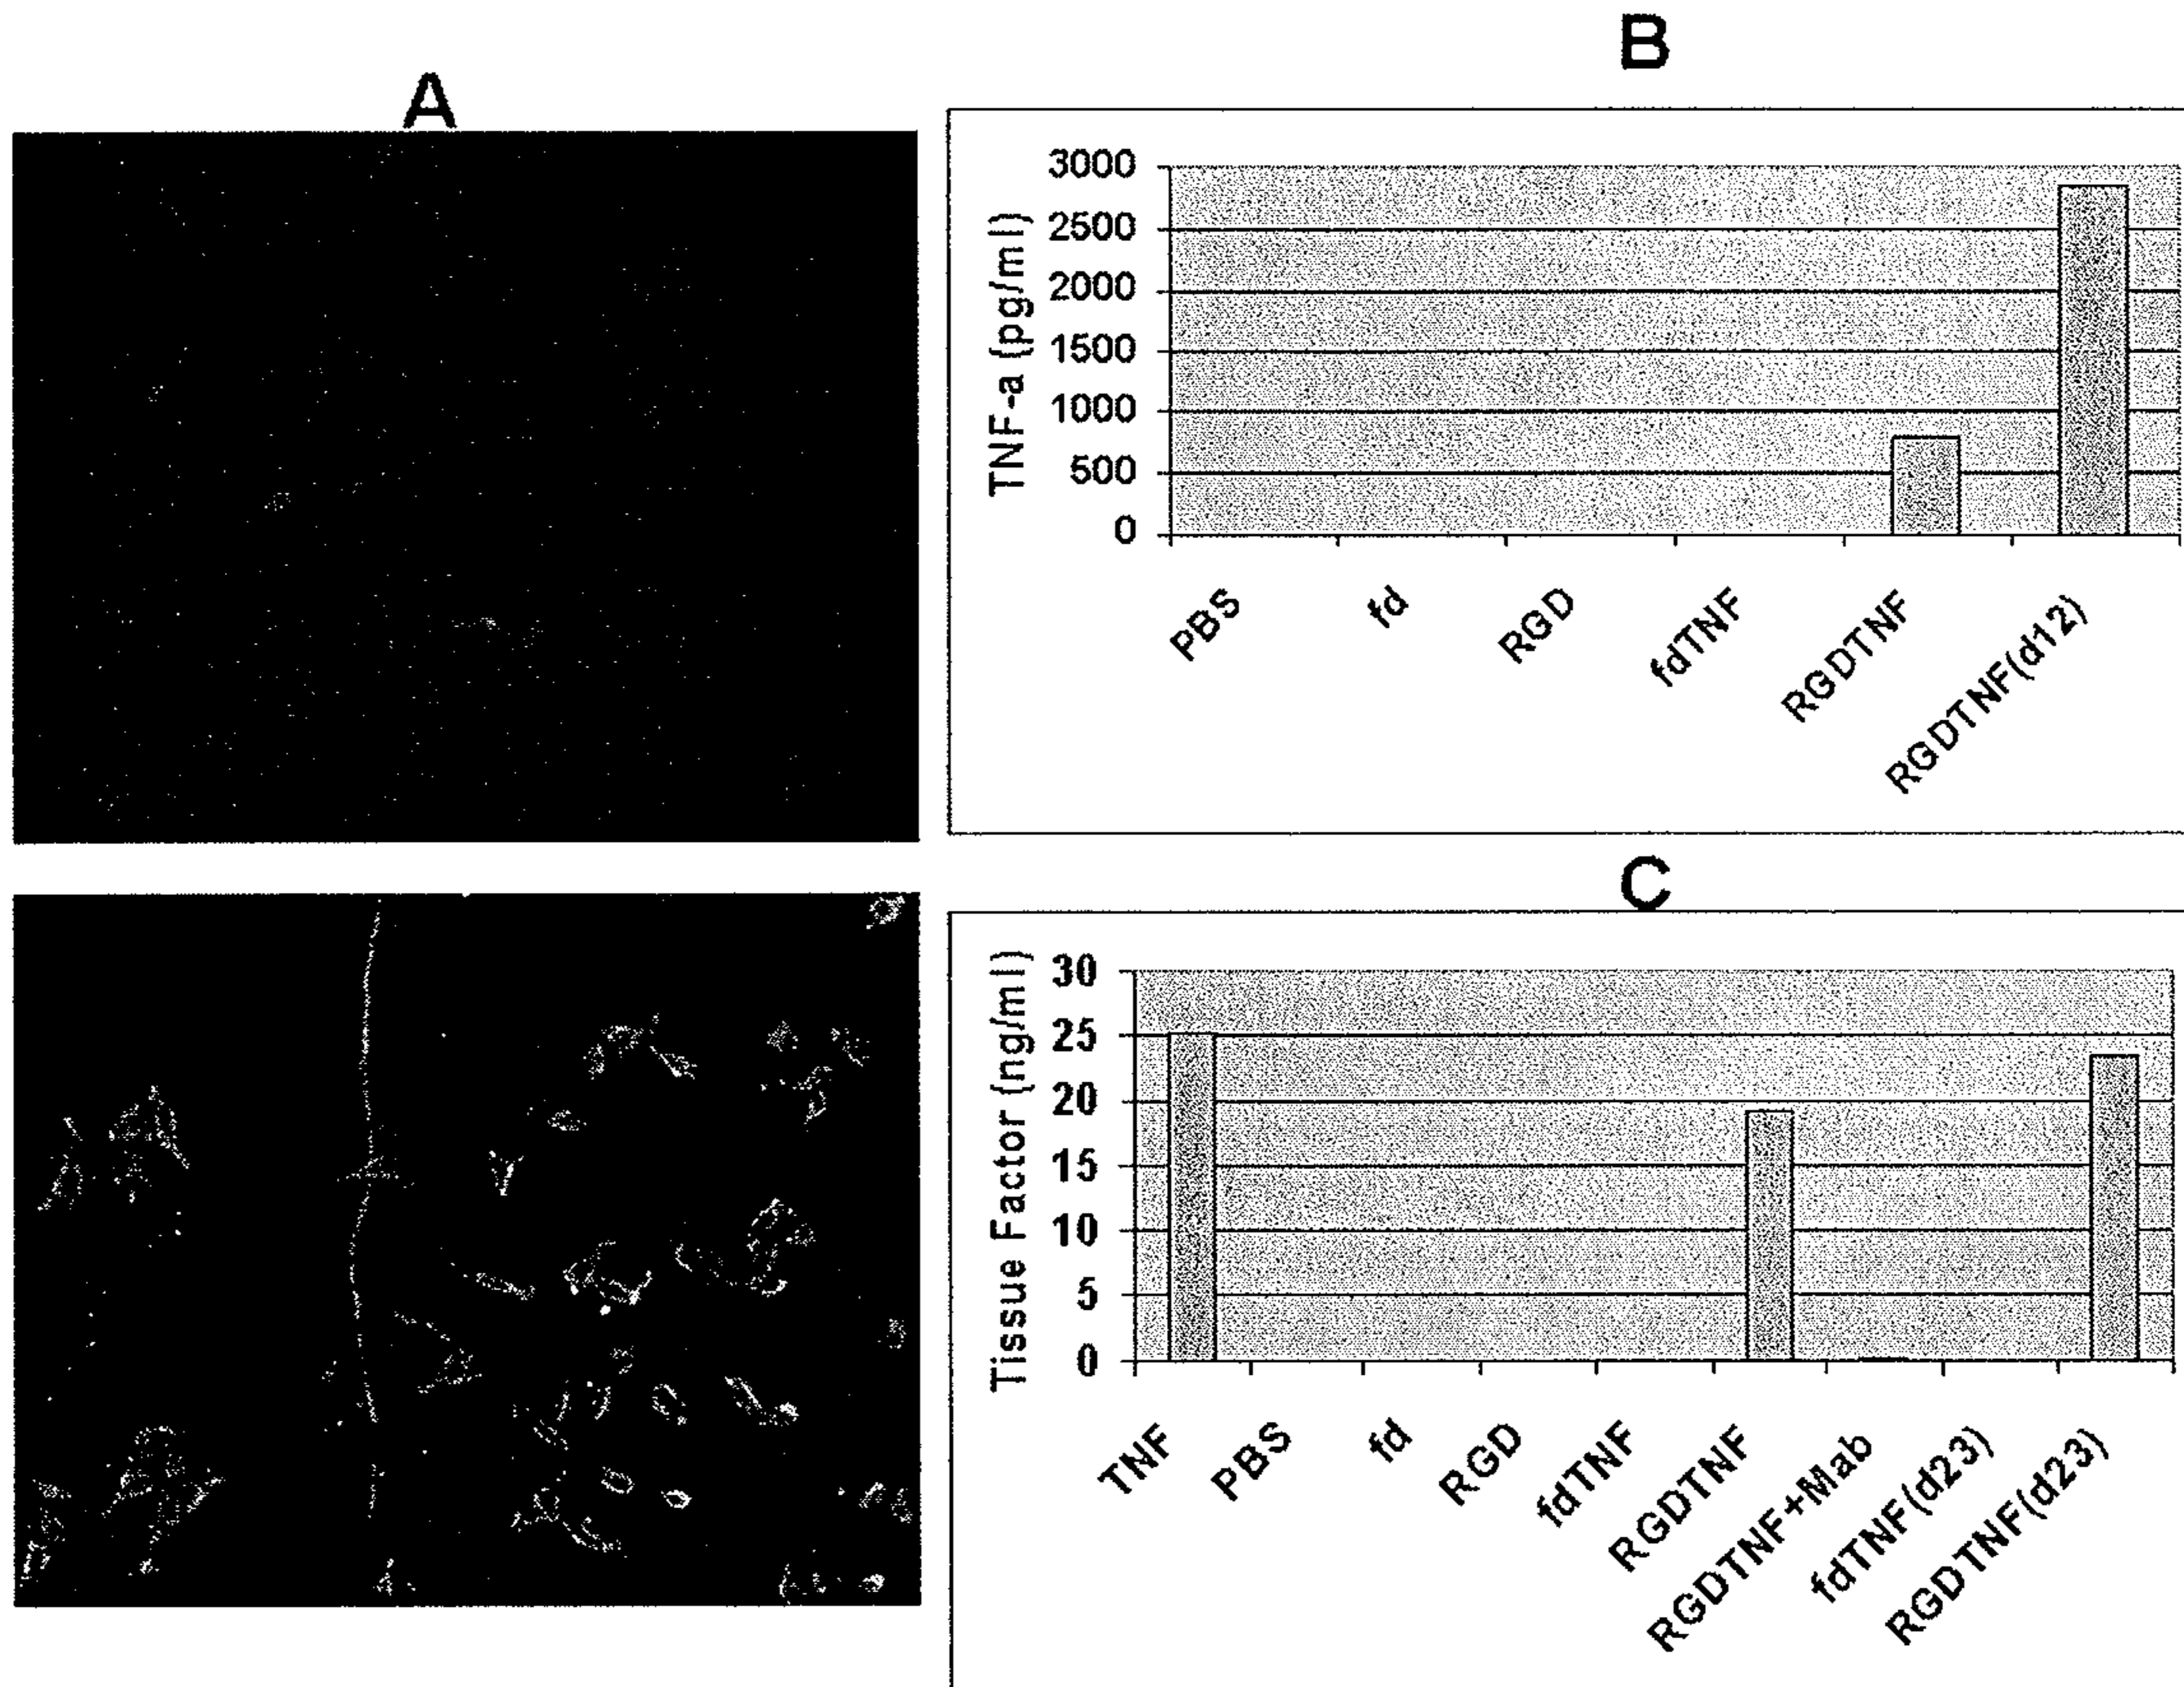 A
B
TNF-a (pg/ml)
3000
2500
2000
1500
1000
500
0
PBS
fd
RGD
fdTNF
RGDTNF
RGDTNF(d12)
C
Tissue Factor (ng/ml)
30
25
20
15
10
5
0
TNF
PBS
fd
RGD
fdTNF
RGDTNF
RGDTNF+Mab
fdTNF(d23)
RGDTNF(d23)